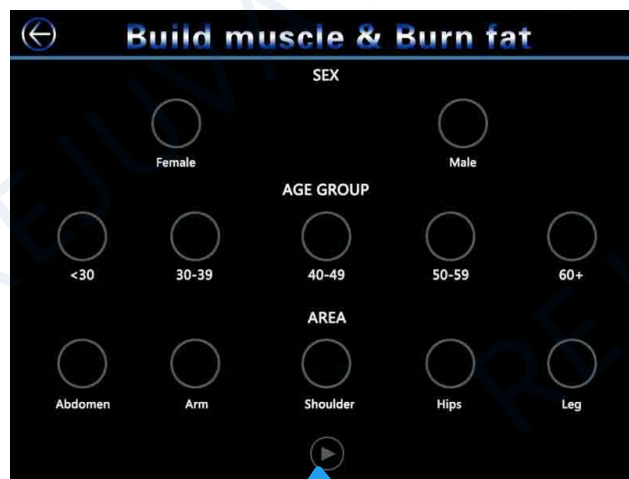 Build muscle & Burn fat
SEX
Female Male
AGE GROUP
<30 30-39 40-49 50-59 60+
AREA
Abdomen Arm Shoulder Hips Leg